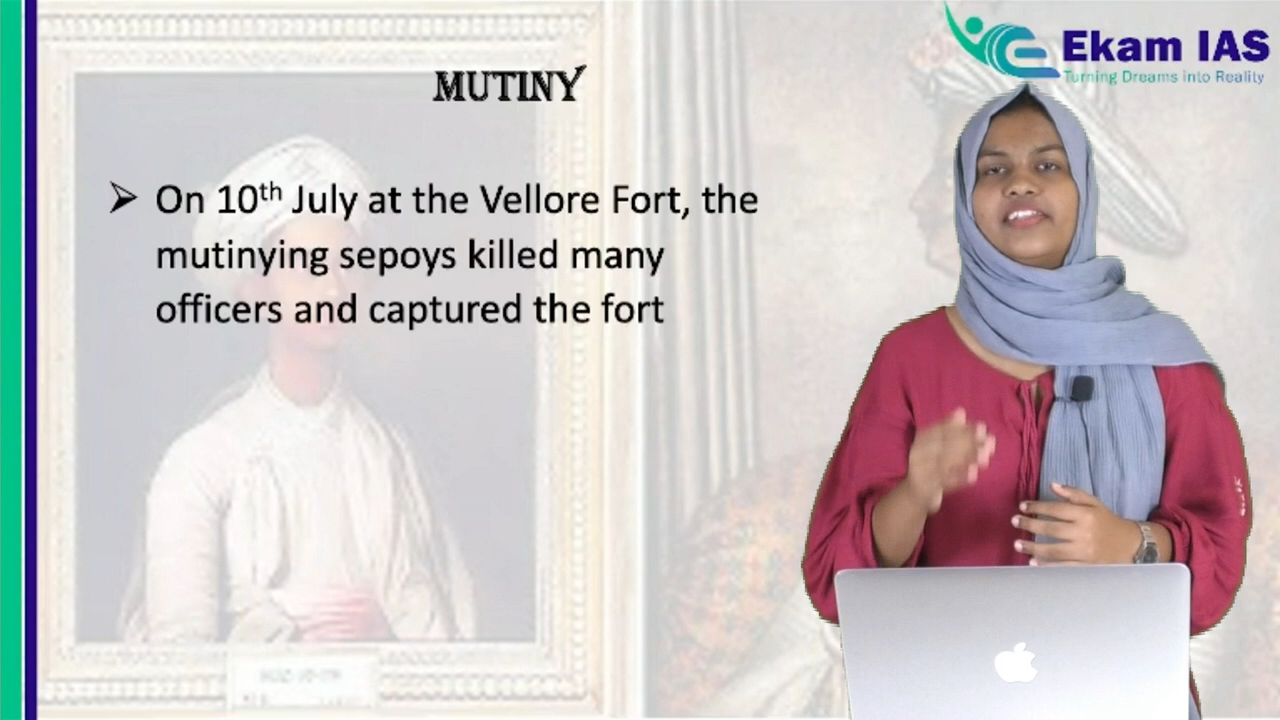 Ekam IAS
Turning Dreams into Reality
MUTINY
➢ On 10th July at the Vellore Fort, the
mutinying sepoys killed many
officers and captured the fort